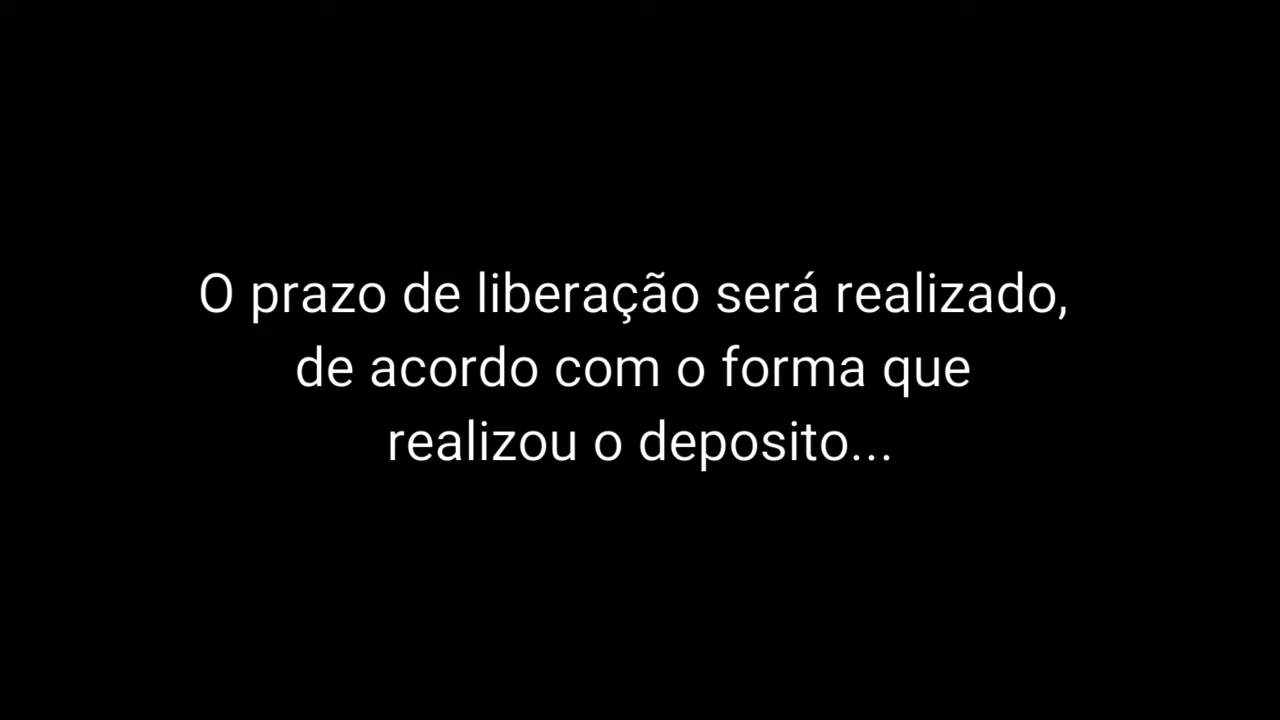 O prazo de liberação será realizado,
de acordo com o forma que
realizou o deposito...